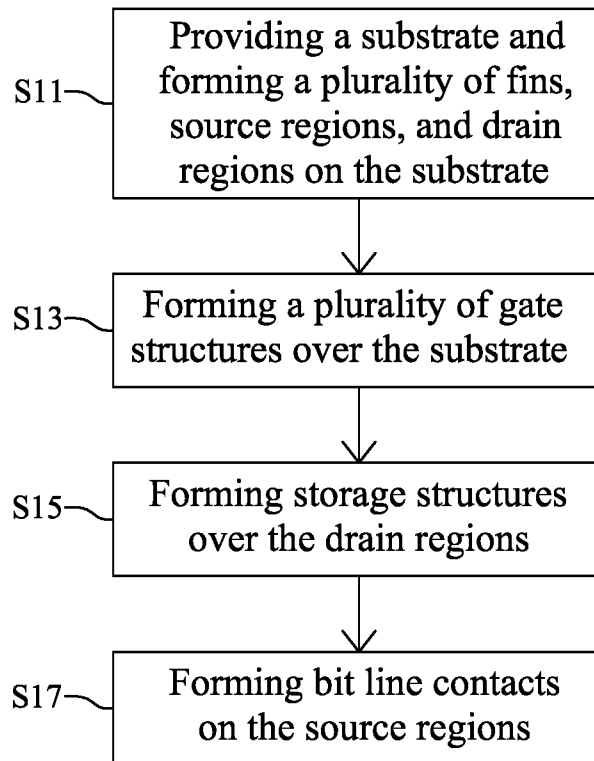 S11
Providing a substrate and
forming a plurality of fins,
source regions, and drain
regions on the substrate
S13
Forming a plurality of gate
structures over the substrate
S15
Forming storage structures
over the drain regions
S17
Forming bit line contacts
on the source regions